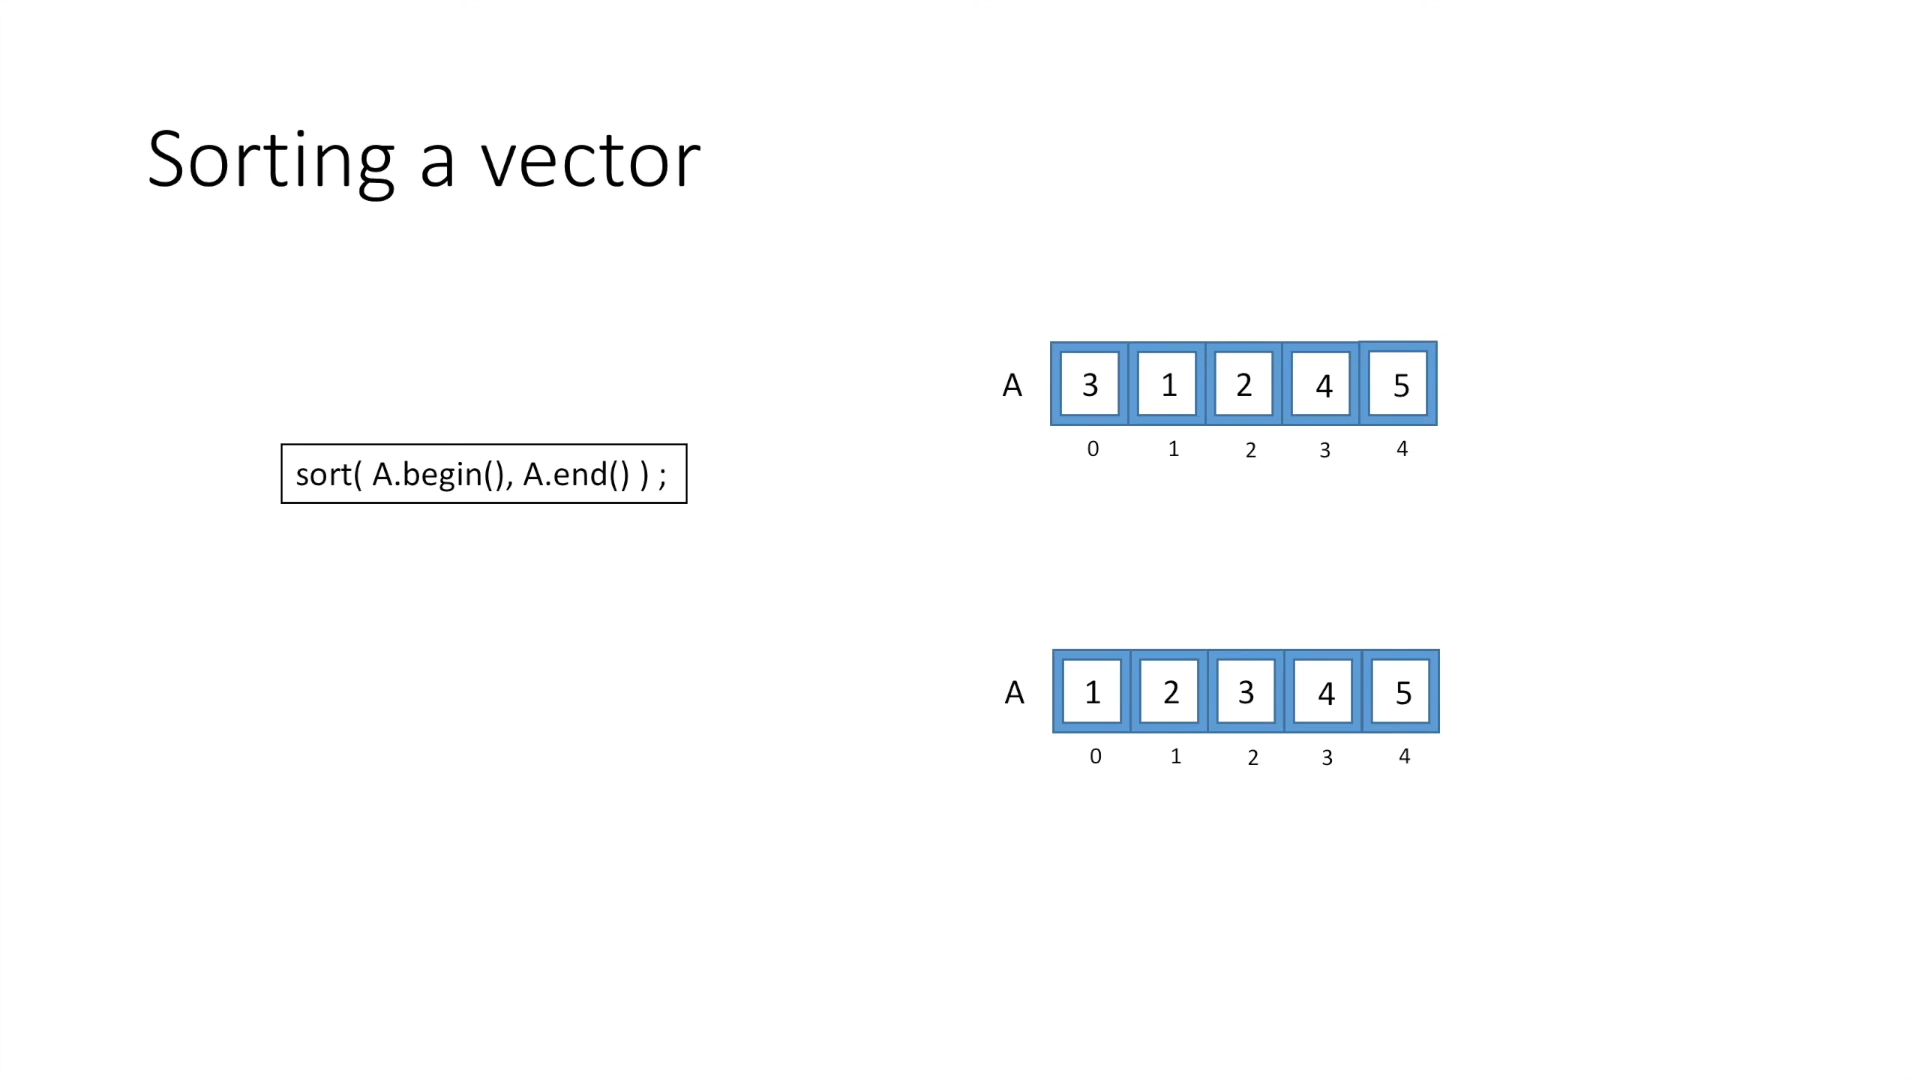 Sorting a vector
sort( A.begin(), A.end() ) ;
A 3 1 2 4 5
0 1 2 3 4
A 1 2 3 4 5
0 1 2 3 4